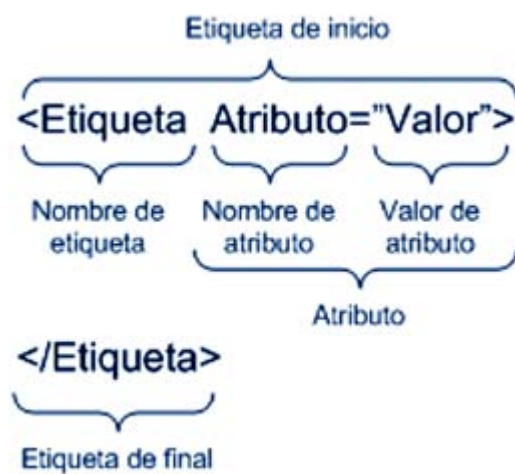 Etiqueta de inicio
<Etiqueta Atributo=”Valor”>
Nombre de etiqueta
Nombre de atributo
Valor de atributo
Atributo
</Etiqueta>
Etiqueta de final